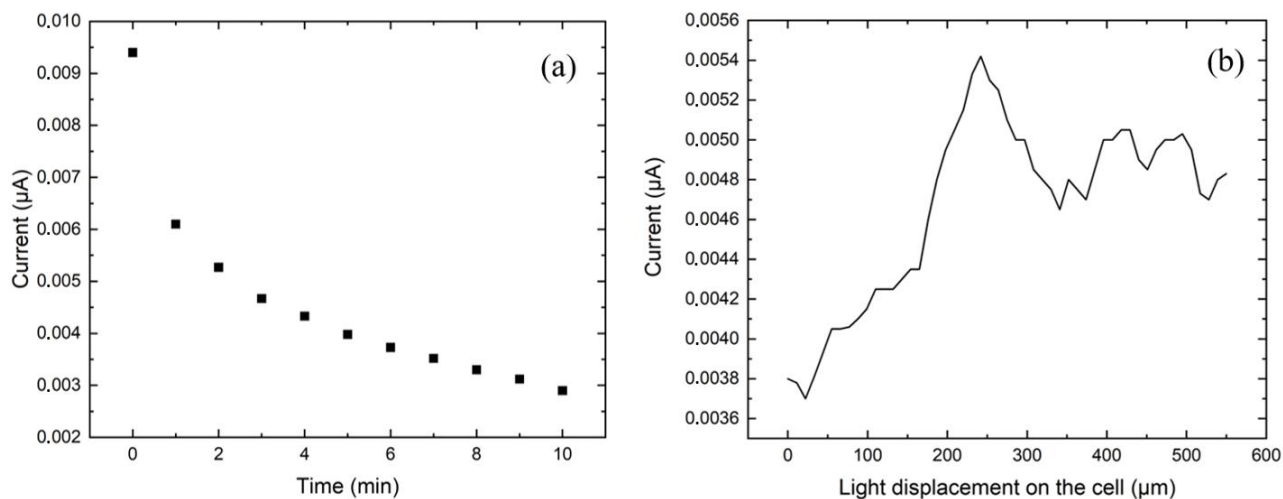 0.010
0.009
0.008
0.007
0.006
0.005
0.004
0.003
0.002
Current (µA)
0 2 4 6 8 10
Time (min)
(a)
0.0056
0.0054
0.0052
0.0050
0.0048
0.0046
0.0044
0.0042
0.0040
0.0038
0.0036
Current (µA)
0 100 200 300 400 500 600
Light displacement on the cell (µm)
(b)